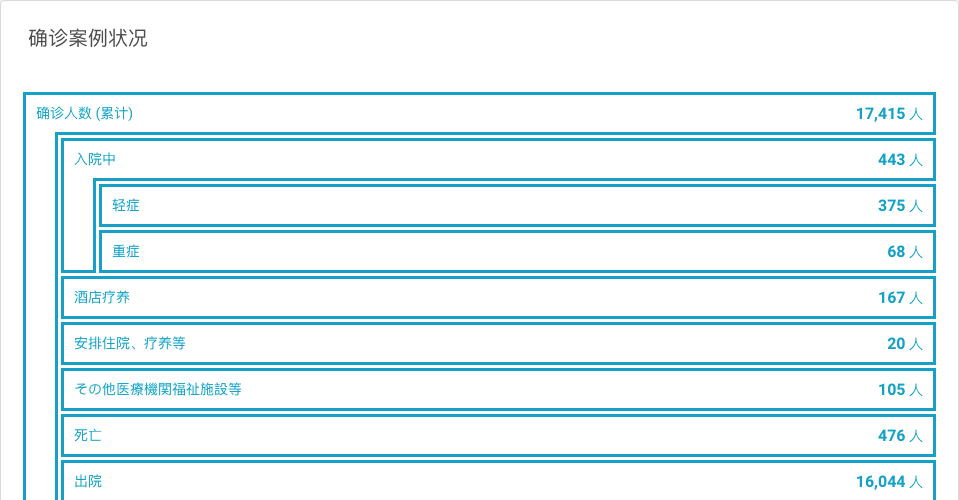 确诊案例状况
确诊人数 (累计) 17,415 人
入院中 443 人
轻症 375 人
重症 68 人
酒店疗养 167 人
安排住院、疗养等 20 人
その他医療機関福祉施設等 105 人
死亡 476 人
出院 16,044 人